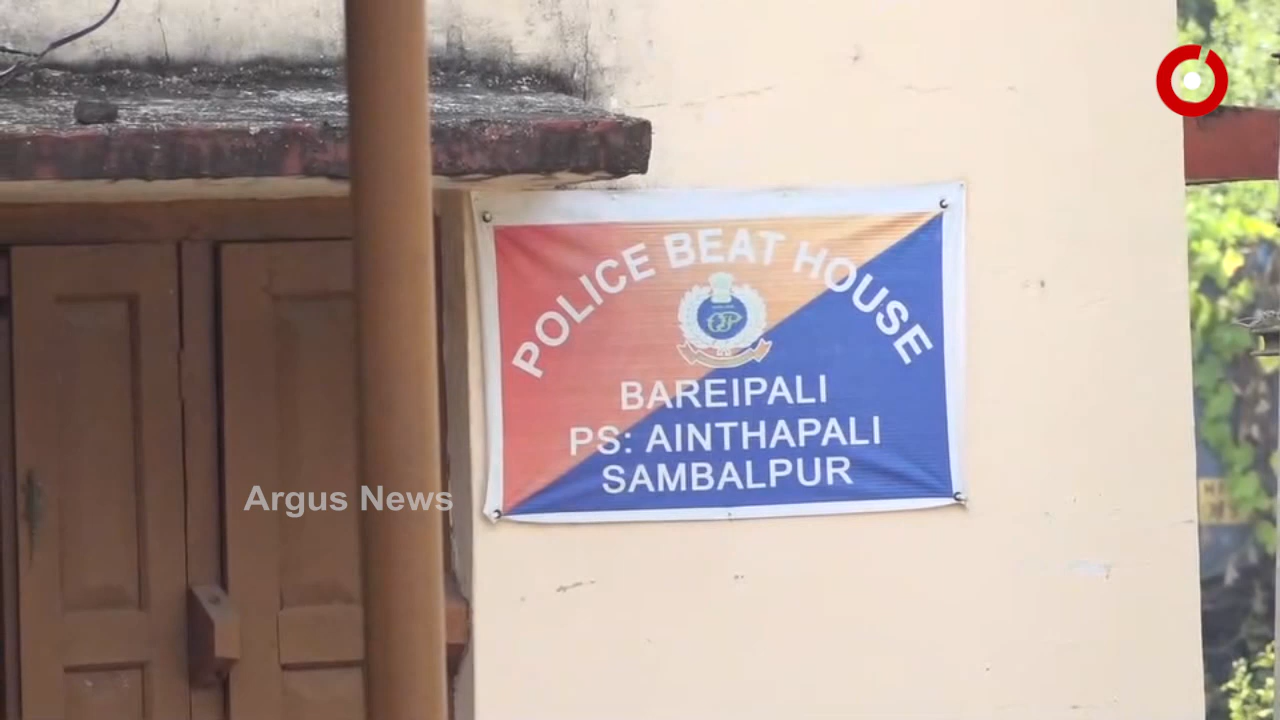 POLICE BEAT HOUSE
BAREIPALI
PS: AINTHAPALI
SAMBALPUR
Argus News